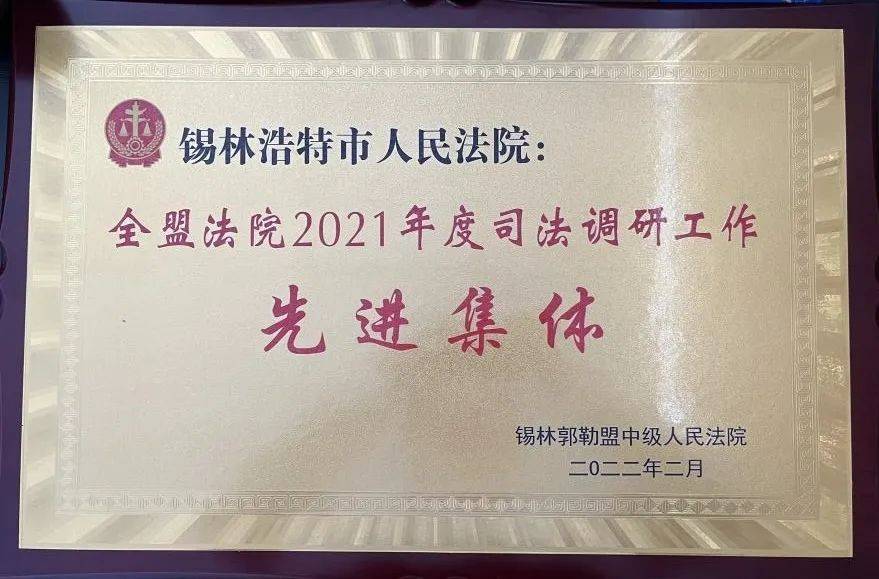 锡林浩特市人民法院：
全盟法院2021年度司法调研工作
先进集体
锡林郭勒盟中级人民法院
二〇二二年二月